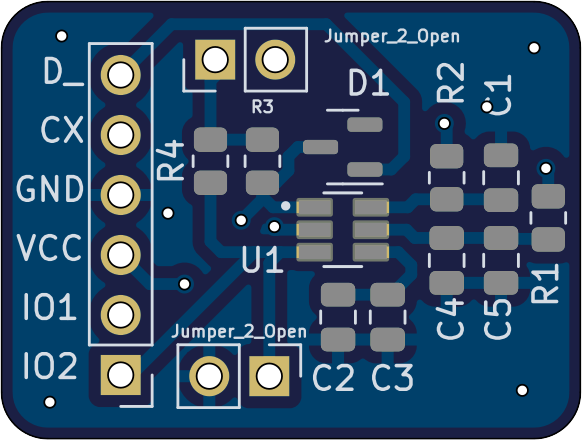 Jumper_2_Open
D_
D1
R2
C1
R3
CX
R4
GND
VCC
U1
R1
IO1
Jumper_2_Open
C4
C5
IO2
C2
C3